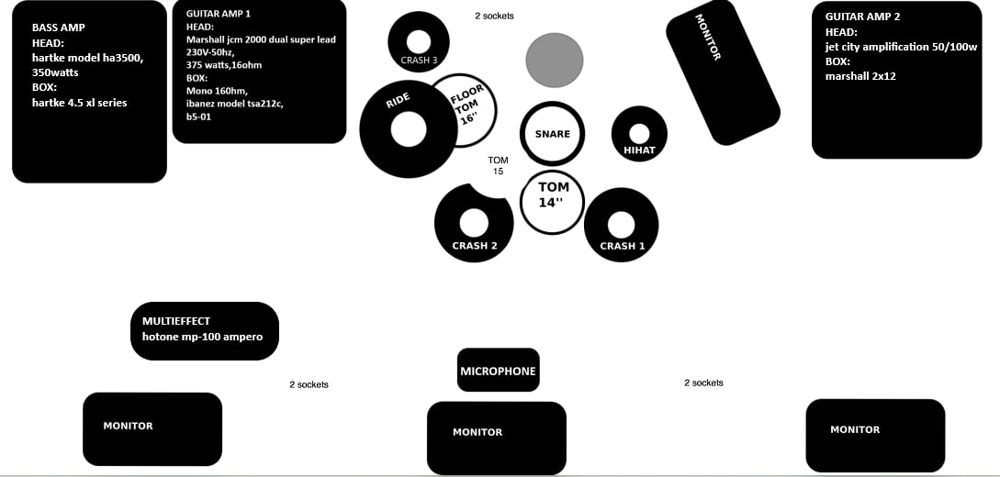 BASS AMP
HEAD:
hartke model ha3500,
350watts
BOX:
hartke 4.5 xl series
GUITAR AMP 1
HEAD:
Marshall jcm 2000 dual super lead
230V-50hz,
375 watts,16ohm
BOX:
Mono 160hm,
ibanez model tsa212c,
b5-01
2 sockets
CRASH 3
RIDE
FLOOR
TOM
16''
SNARE
HIHAT
TOM
15
TOM
14''
CRASH 2
CRASH 1
MONITOR
GUITAR AMP 2
HEAD:
jet city amplification 50/100w
BOX:
marshall 2x12
MULTIEFFECT
hotone mp-100 ampero
2 sockets
MICROPHONE
2 sockets
MONITOR
MONITOR
MONITOR